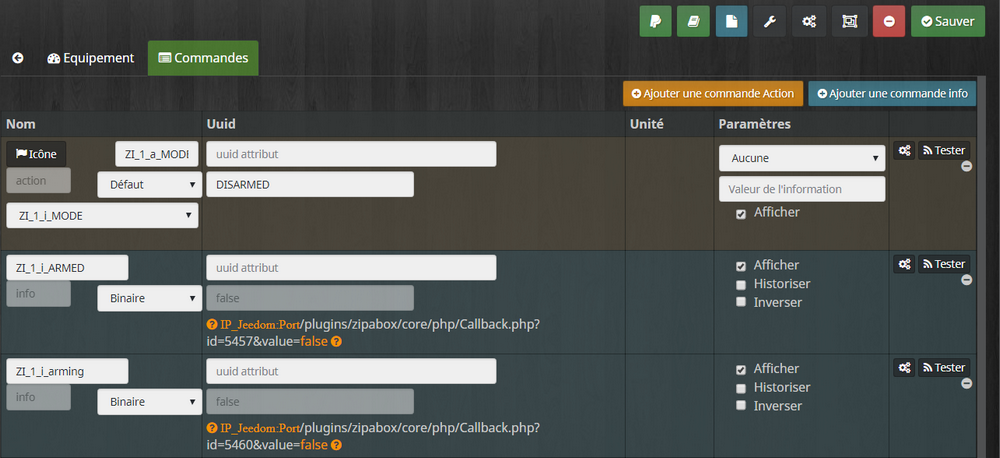 Sauver
Equipement Commandes
Ajouter une commande Action Ajouter une commande info
Nom Uuid Unité Paramètres
Icône ZI_1_a_MODI uuid attribut Aucune Tester
action Défaut DISARMED Valeur de l'information
ZI_1_i_MODE Afficher
ZI_1_i_ARMED uuid attribut Afficher Tester
info Binaire false Historiser
Inverser
IP_Jeedom:Port/plugins/zipabox/core/php/Callback.php?
id=5457&value=false
ZI_1_i_arming uuid attribut Afficher Tester
info Binaire false Historiser
Inverser
IP_Jeedom:Port/plugins/zipabox/core/php/Callback.php?
id=5460&value=false